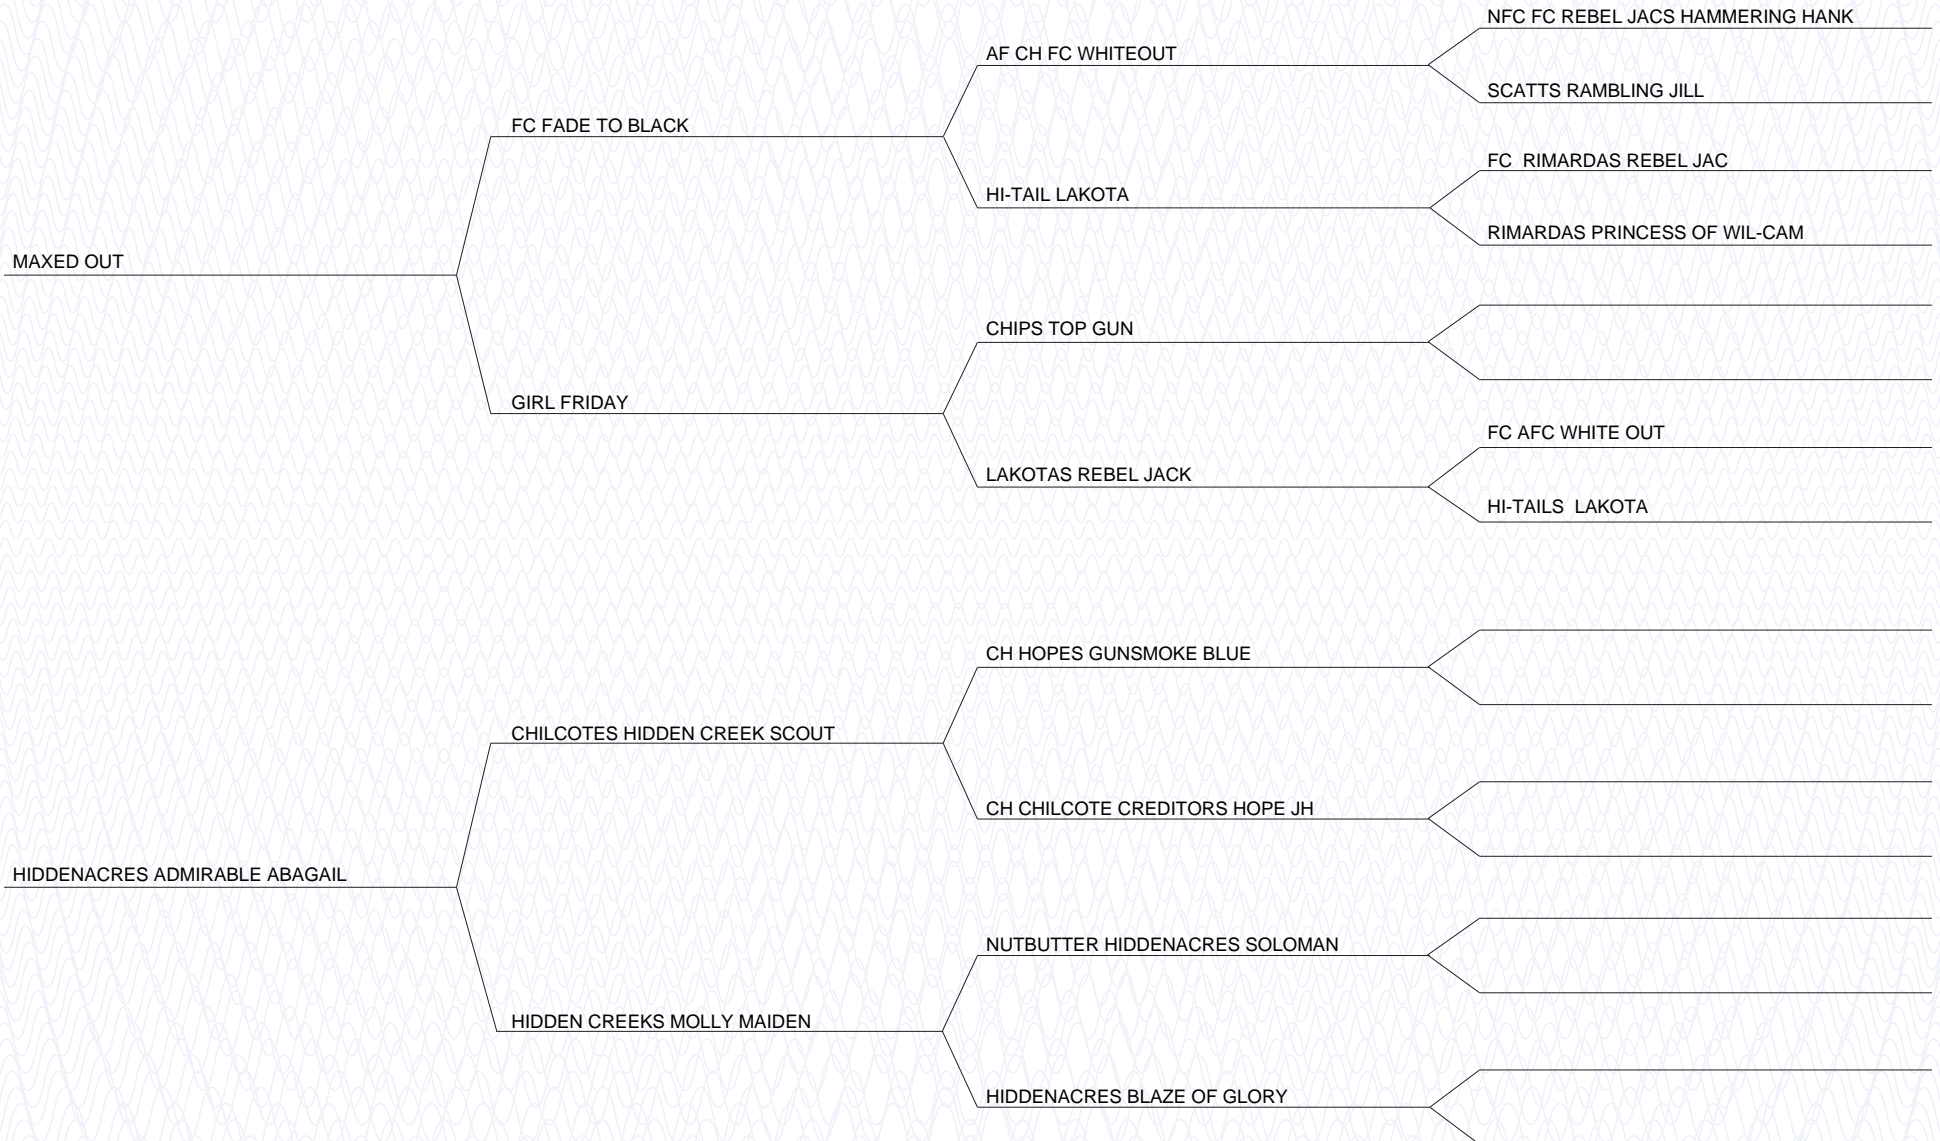 NFC FC REBEL JACS HAMMERING HANK
AF CH FC WHITEOUT
SCATTS RAMBLING JILL
FC FADE TO BLACK
FC  RIMARDAS REBEL JAC
HI-TAIL LAKOTA
RIMARDAS PRINCESS OF WIL-CAM
MAXED OUT
CHIPS TOP GUN
GIRL FRIDAY
FC AFC WHITE OUT
LAKOTAS REBEL JACK
HI-TAILS  LAKOTA
CH HOPES GUNSMOKE BLUE
CHILCOTES HIDDEN CREEK SCOUT
CH CHILCOTE CREDITORS HOPE JH
HIDDENACRES ADMIRABLE ABAGAIL
NUTBUTTER HIDDENACRES SOLOMAN
HIDDEN CREEKS MOLLY MAIDEN
HIDDENACRES BLAZE OF GLORY